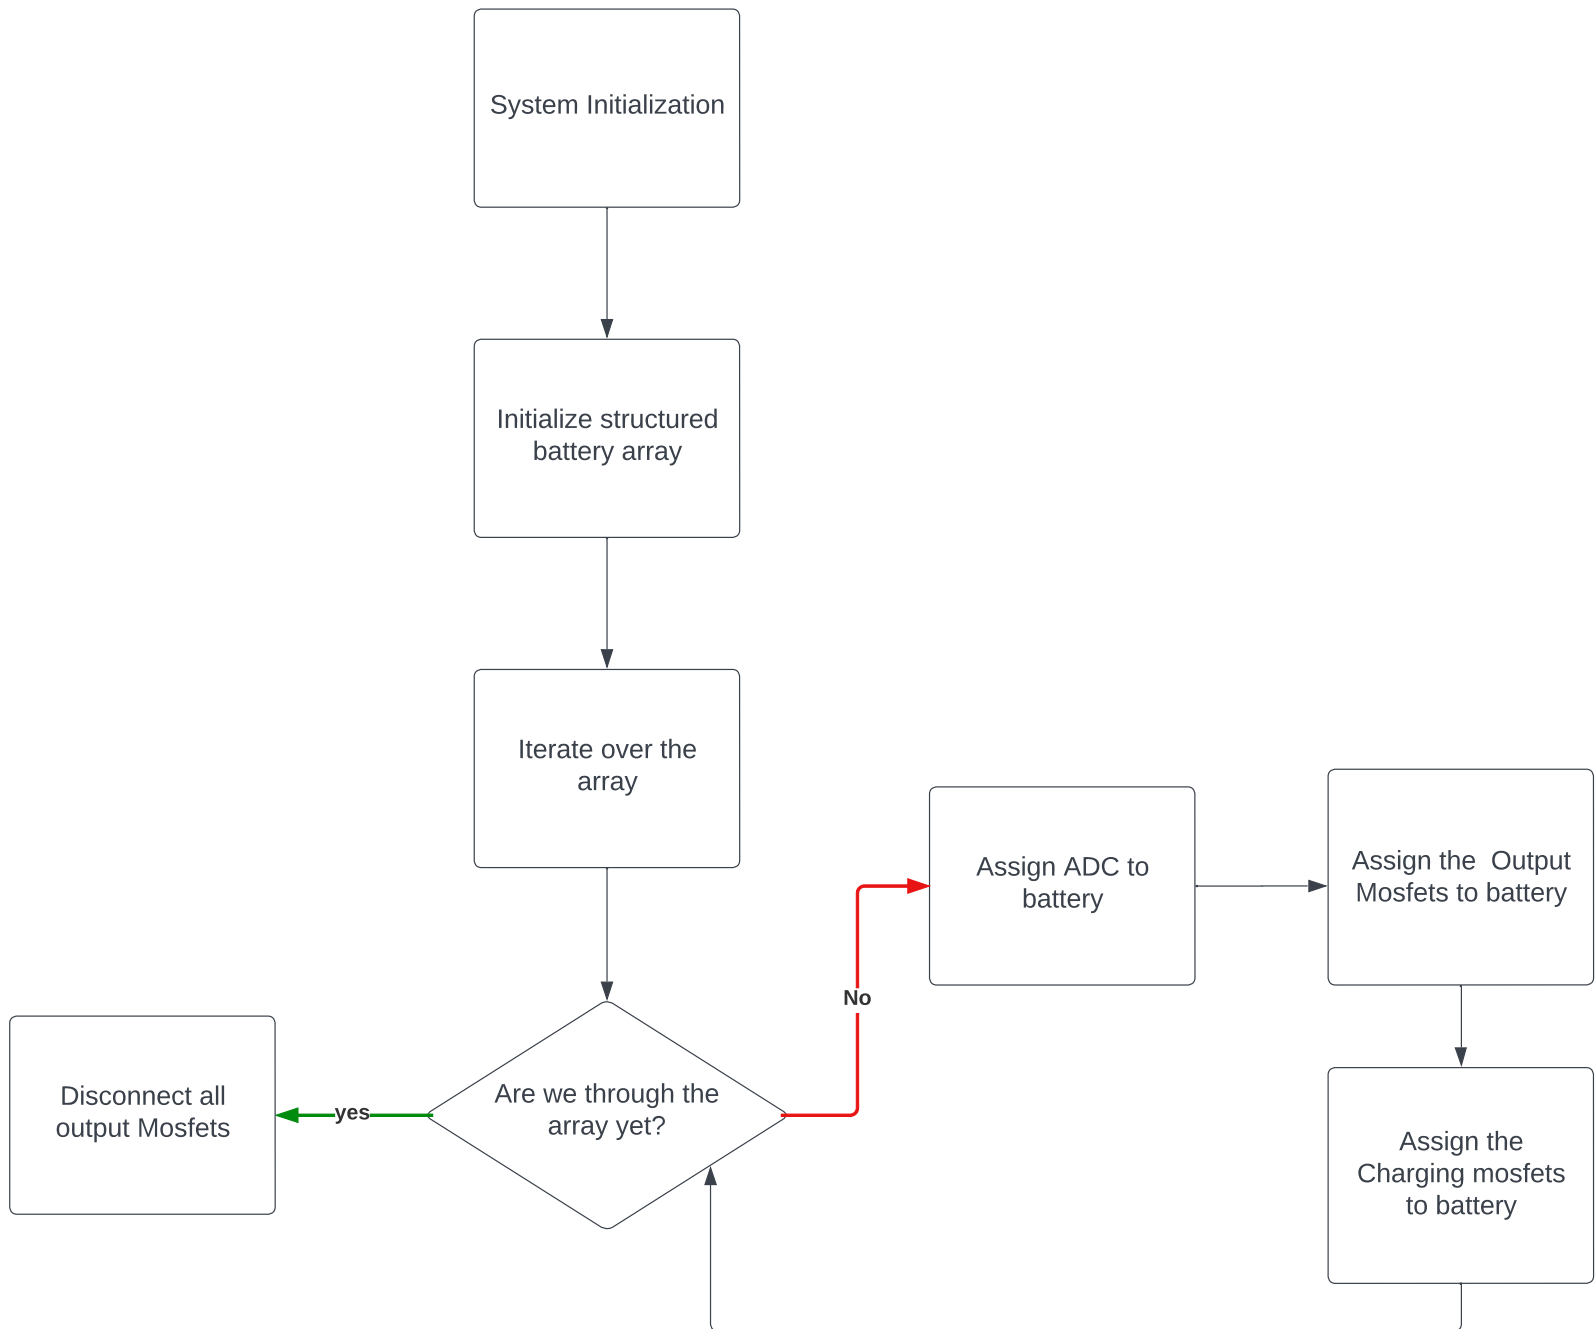 System Initialization
Initialize structured
battery array
Iterate over the
array
Are we through the
array yet?
yes
Disconnect all
output Mosfets
No
Assign ADC to
battery
Assign the  Output
Mosfets to battery
Assign the
Charging mosfets
to battery